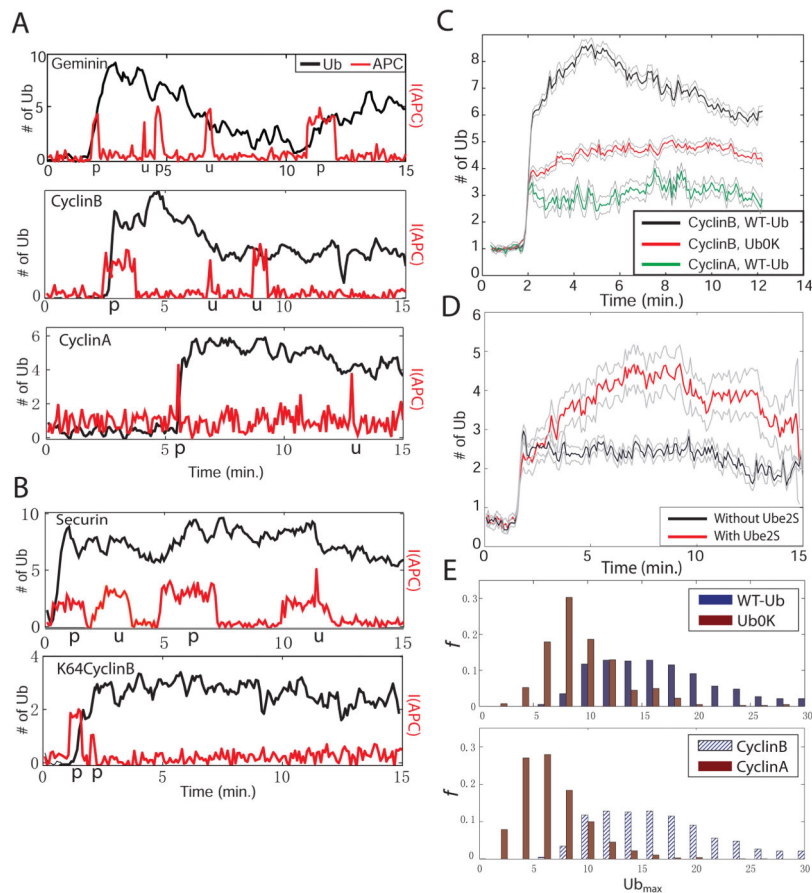 A
Geminin
Ub APC
# of Ub
I(APC)
10
5
0
p u p u p
0 5 10 15
CyclinB
# of Ub
I(APC)
0
0 5 10 15
p u u
CyclinA
# of Ub
I(APC)
6
4
2
0
0 5 10 15
p u
Time (min.)
B
Securin
# of Ub
I(APC)
10
5
0
0 5 10 15
p u p u
K64CyclinB
# of Ub
I(APC)
4
2
0
0 5 10 15
p p
Time (min.)
C
# of Ub
9
8
7
6
5
4
3
2
1
0
CyclinB, WT-Ub
CyclinB, Ub0K
CyclinA, WT-Ub
0 2 4 6 8 10 12 14
Time (min.)
D
# of Ub
6
5
4
3
2
1
0
Without Ube2S
With Ube2S
0 5 10 15
Time (min.)
E
f
0.3
0.2
0.1
0
WT-Ub
Ub0K
0 5 10 15 20 25 30
f
0.3
0.2
0.1
0
CyclinB
CyclinA
0 5 10 15 20 25 30
Ubmax